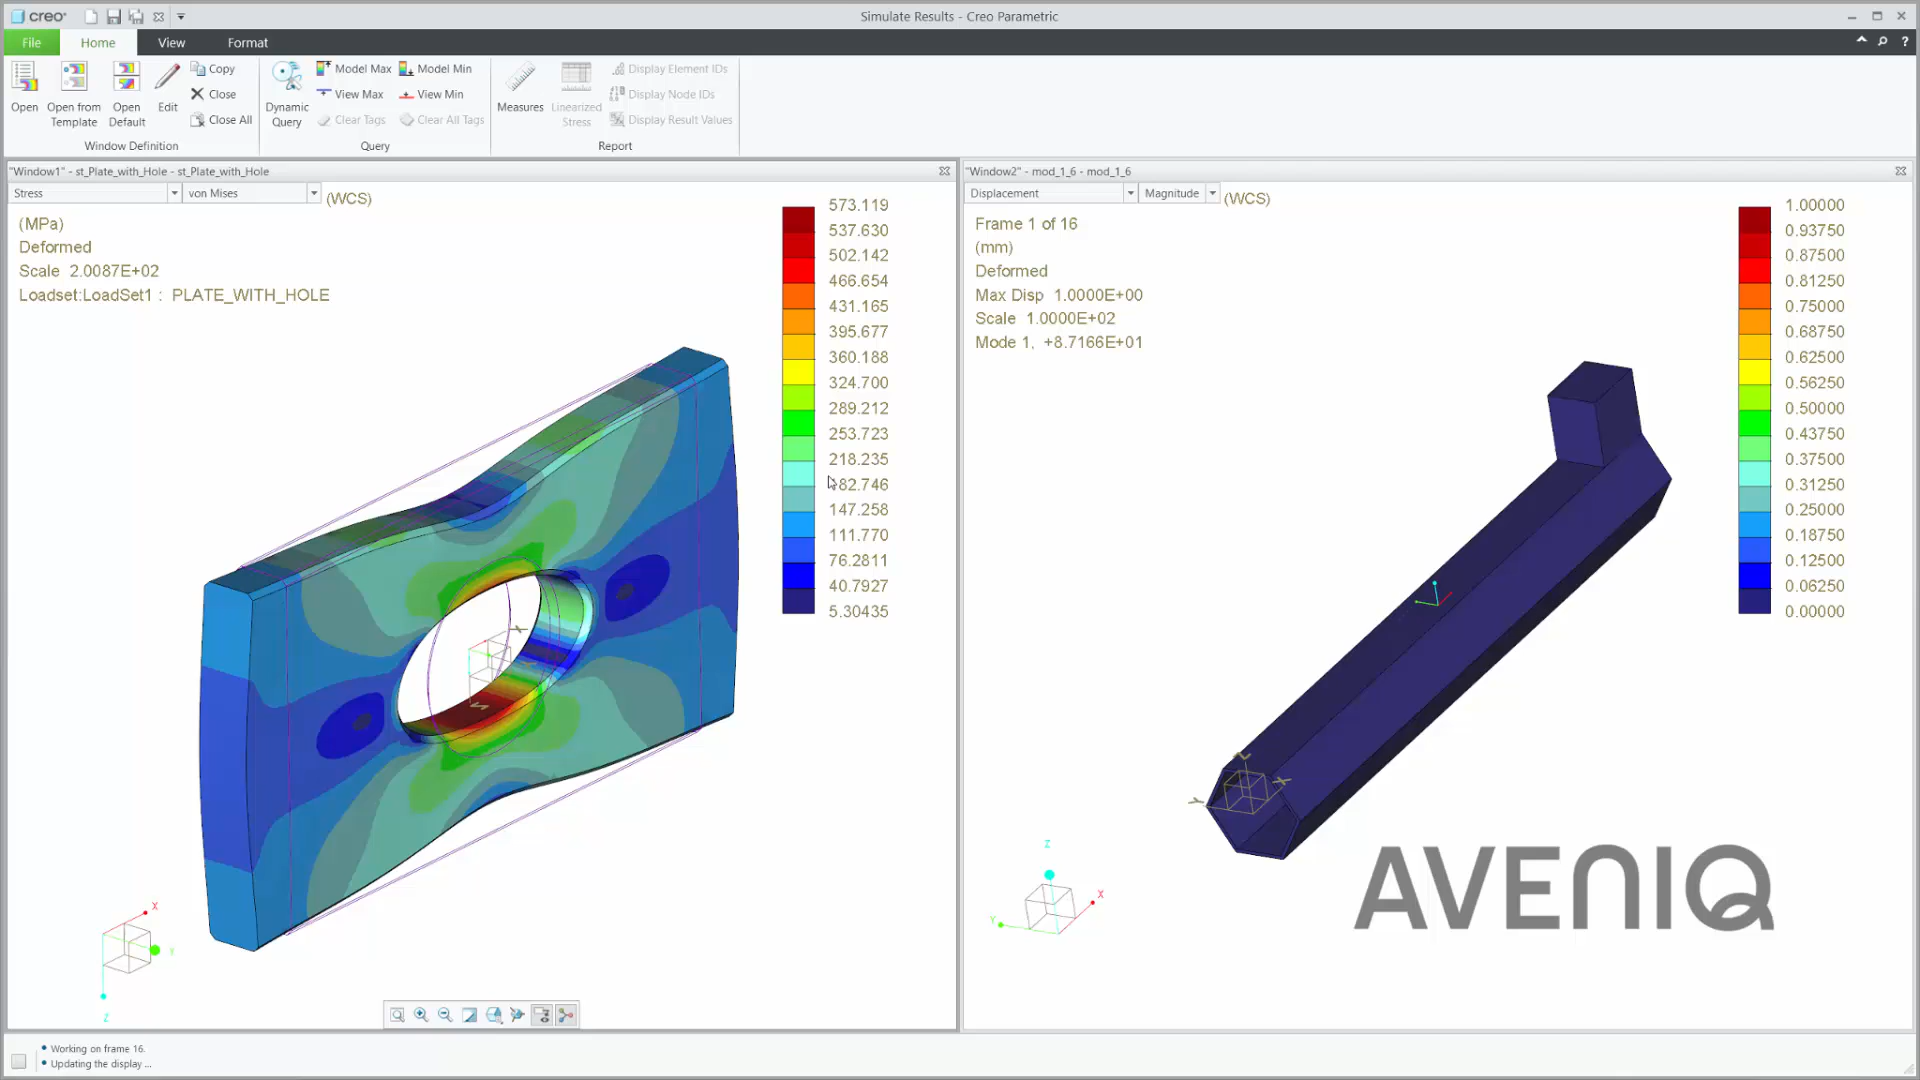 creo
Simulate Results - Creo Parametric
File
Home
View
Format
?
Open
Open from Template
Open Default
Edit
Copy
Close
Close All
Window Definition
Dynamic Query
Model Max
Model Min
View Max
View Min
Clear Tags
Clear All Tags
Query
Measures
Linearized Stress
Display Element IDs
Display Node IDs
Display Result Values
Report
"Window1" - st_Plate_with_Hole - st_Plate_with_Hole
Stress
von Mises
(WCS)
(MPa)
Deformed
Scale 2.0087E+02
Loadset:LoadSet1 : PLATE_WITH_HOLE
573.119
537.630
502.142
466.654
431.165
395.677
360.188
324.700
289.212
253.723
218.235
82.746
147.258
111.770
76.2811
40.7927
5.30435
X
Y
Z
"Window2" - mod_1_6 - mod_1_6
Displacement
Magnitude
(WCS)
Frame 1 of 16
(mm)
Deformed
Max Disp 1.0000E+00
Scale 1.0000E+02
Mode 1, +8.7166E+01
1.00000
0.93750
0.87500
0.81250
0.75000
0.68750
0.62500
0.56250
0.50000
0.43750
0.37500
0.31250
0.25000
0.18750
0.12500
0.06250
0.00000
Z
X
Y
AVENIQ
Working on frame 16.
Updating the display ...